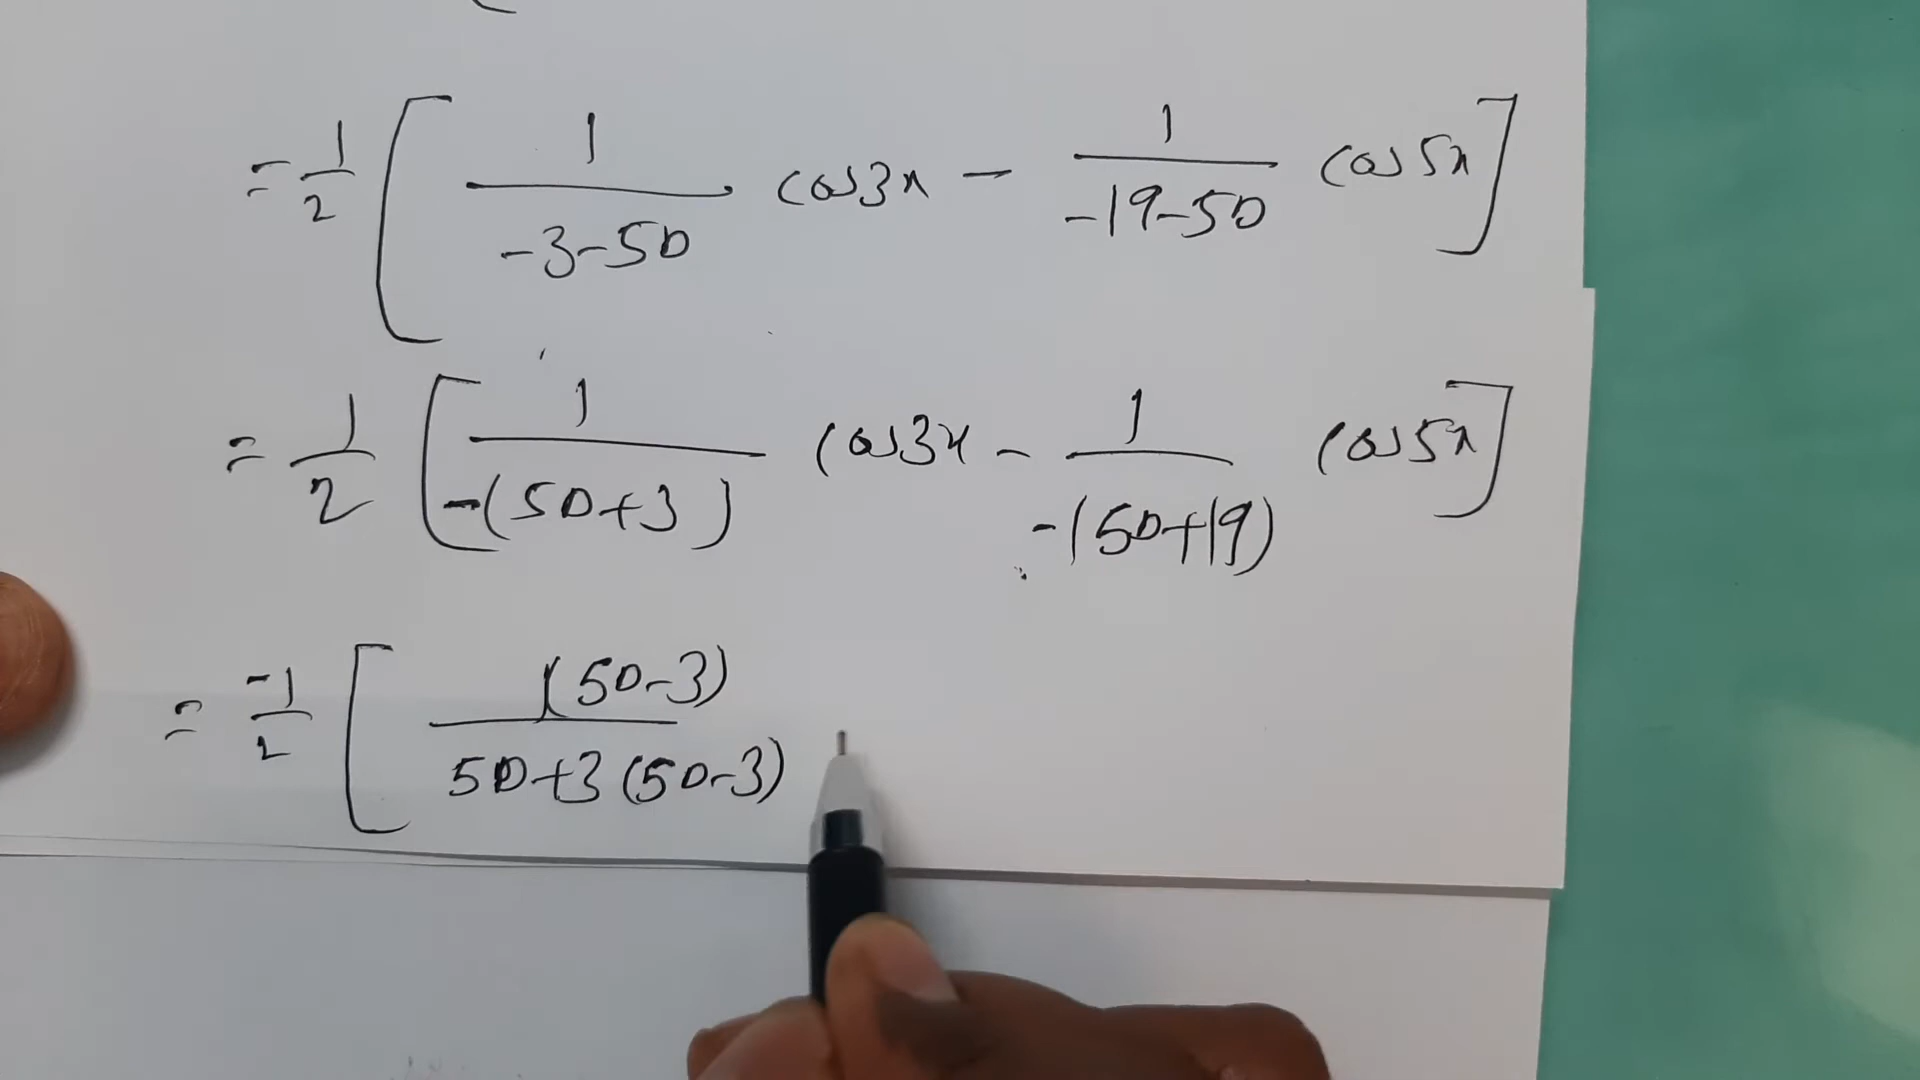 = 1/2 [ 1/(-3-5D) cos3x - 1/(-19-5D) cos5x ]
= 1/2 [ 1/(-(5D+3)) cos3x - 1/(-(5D+19)) cos5x ]
= -1/2 [ (5D-3)/(5D+3(5D-3))